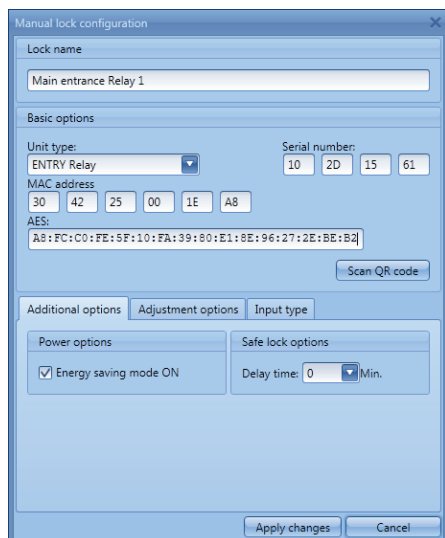 Manual lock configuration
Lock name
Main entrance Relay 1
Basic options
Unit type: Serial number:
ENTRY Relay 10 2D 15 61
MAC address
30 42 25 00 1E A8
AES:
A8:FC:C0:FE:5F:10:FA:39:80:E1:8E:96:27:2E:BE:B2
Scan QR code
Additional options Adjustment options Input type
Power options Safe lock options
Energy saving mode ON Delay time: 0 Min.
Apply changes Cancel